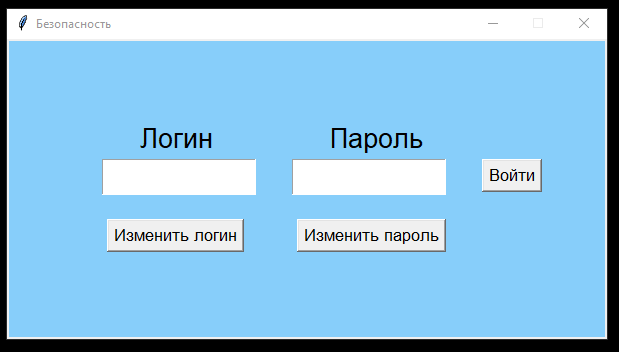 Безопасность
Логин Пароль
Войти
Изменить логин Изменить пароль